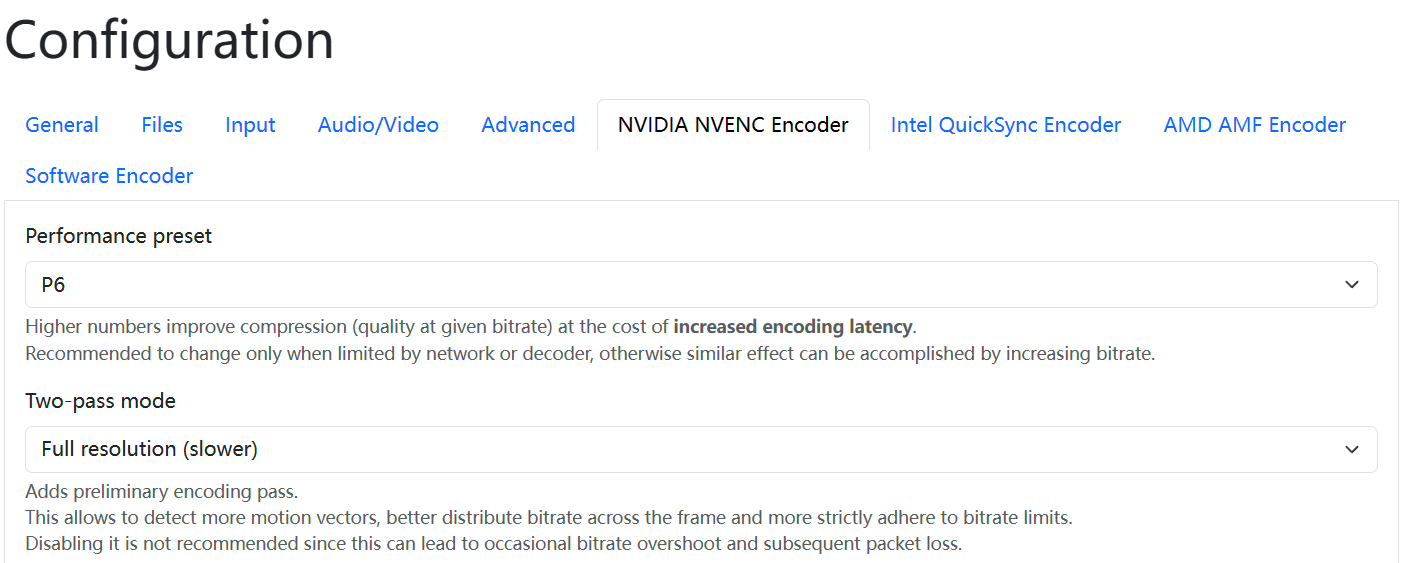 Configuration
General Files Input Audio/Video Advanced NVIDIA NVENC Encoder Intel QuickSync Encoder AMD AMF Encoder
Software Encoder
Performance preset
P6
Higher numbers improve compression (quality at given bitrate) at the cost of increased encoding latency.
Recommended to change only when limited by network or decoder, otherwise similar effect can be accomplished by increasing bitrate.
Two-pass mode
Full resolution (slower)
Adds preliminary encoding pass.
This allows to detect more motion vectors, better distribute bitrate across the frame and more strictly adhere to bitrate limits.
Disabling it is not recommended since this can lead to occasional bitrate overshoot and subsequent packet loss.